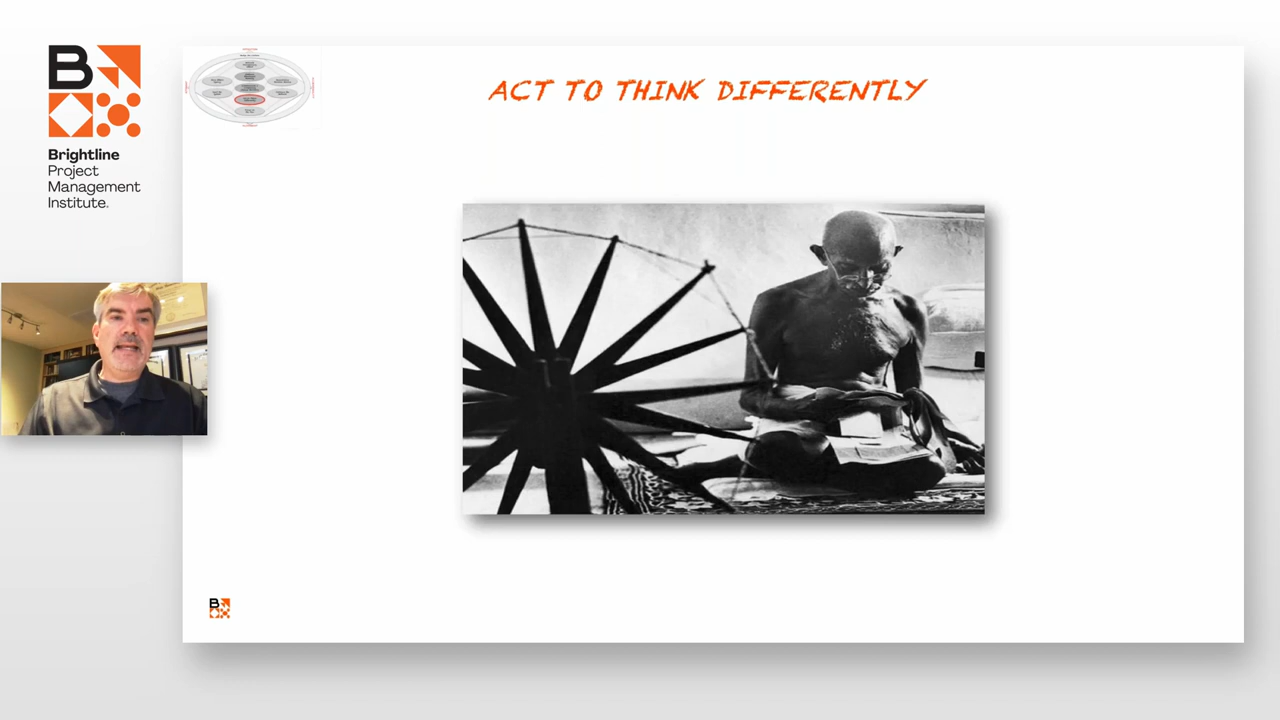 Brightline
Project
Management
Institute.
ACT TO THINK DIFFERENTLY